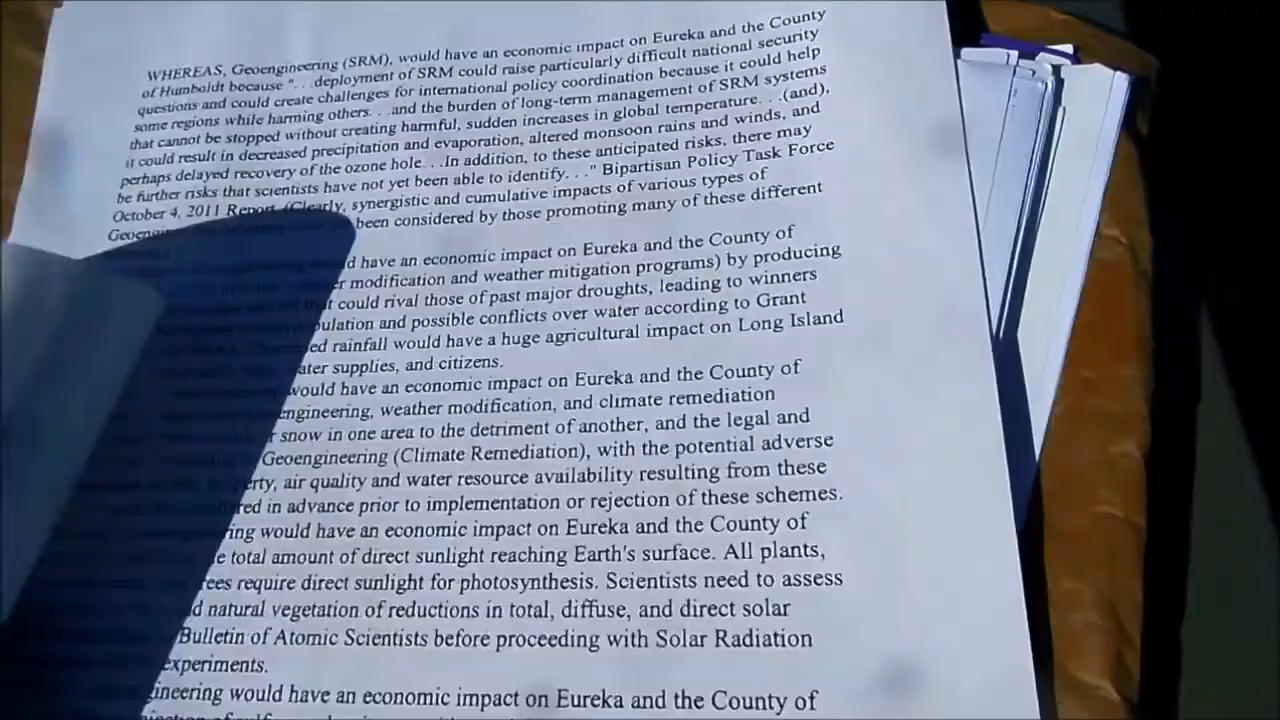 WHEREAS, Geoengineering (SRM), would have an economic impact on Eureka and the County
of Humboldt because ". . .deployment of SRM could raise particularly difficult national security
questions and could create challenges for international policy coordination because it could help
some regions while harming others. . .and the burden of long-term management of SRM systems
that cannot be stopped without creating harmful, sudden increases in global temperature. . .(and),
it could result in decreased precipitation and evaporation, altered monsoon rains and winds, and
perhaps delayed recovery of the ozone hole. . .In addition, to these anticipated risks, there may
be further risks that scientists have not yet been able to identify. . ." Bipartisan Policy Task Force
October 4, 2011 Report (Clearly, synergistic and cumulative impacts of various types of
been considered by those promoting many of these different
have an economic impact on Eureka and the County of
modification and weather mitigation programs) by producing
could rival those of past major droughts, leading to winners
and possible conflicts over water according to Grant
rainfall would have a huge agricultural impact on Long Island
supplies, and citizens.
would have an economic impact on Eureka and the County of
engineering, weather modification, and climate remediation
snow in one area to the detriment of another, and the legal and
Geoengineering (Climate Remediation), with the potential adverse
erty, air quality and water resource availability resulting from these
red in advance prior to implementation or rejection of these schemes.
ring would have an economic impact on Eureka and the County of
e total amount of direct sunlight reaching Earth's surface. All plants,
ees require direct sunlight for photosynthesis. Scientists need to assess
d natural vegetation of reductions in total, diffuse, and direct solar
Bulletin of Atomic Scientists before proceeding with Solar Radiation
experiments.
ineering would have an economic impact on Eureka and the County of